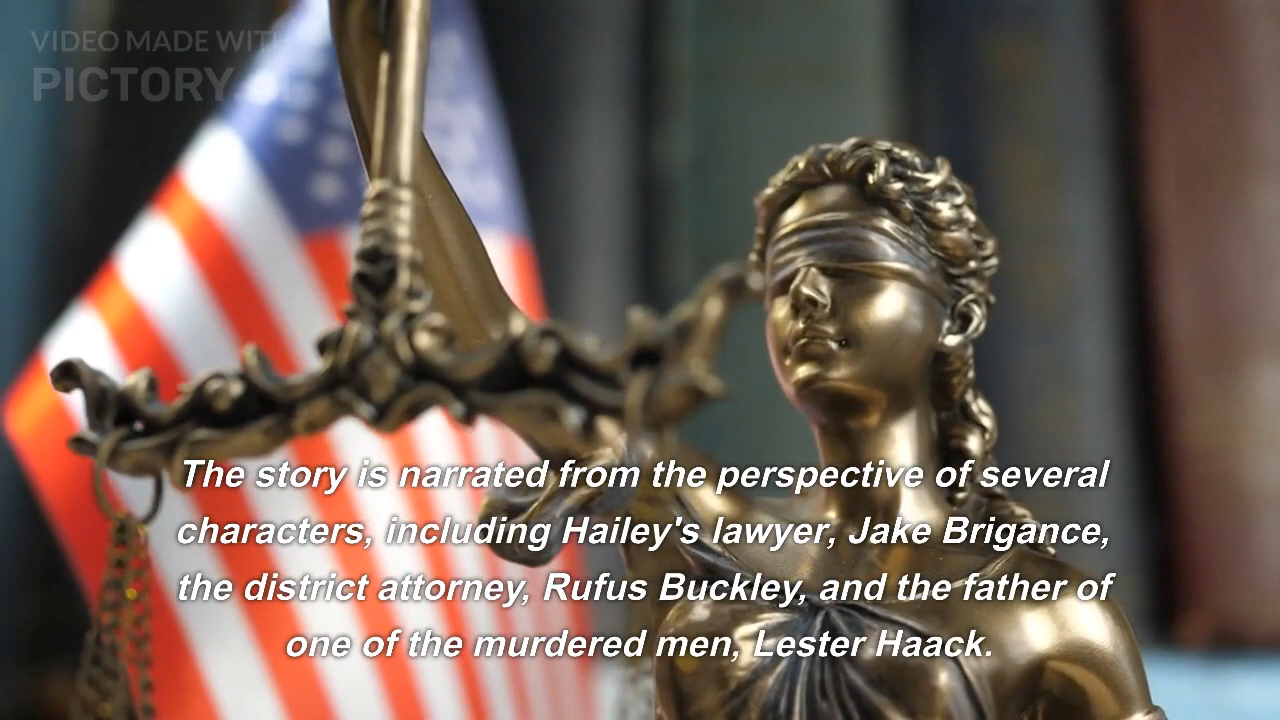 VIDEO MADE WITH
PICTORY.AI
The story is narrated from the perspective of several
characters, including Hailey's lawyer, Jake Brigance,
the district attorney, Rufus Buckley, and the father of
one of the murdered men, Lester Haack.